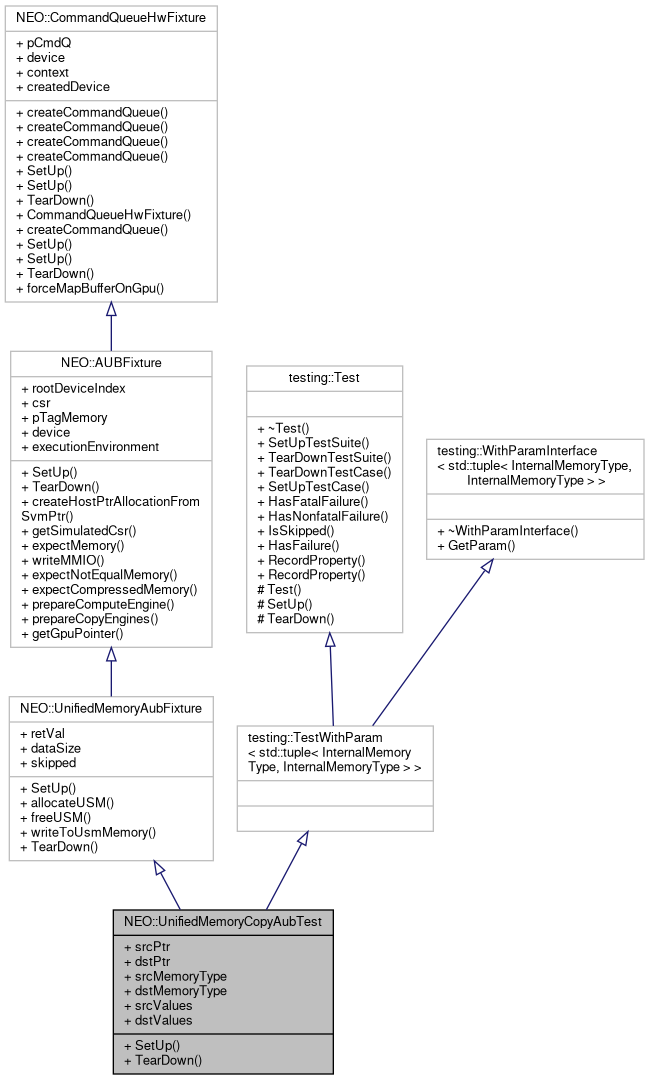 NEO::CommandQueueHwFixture
+ pCmdQ
+ device
+ context
+ createdDevice
+ createCommandQueue()
+ createCommandQueue()
+ createCommandQueue()
+ createCommandQueue()
+ SetUp()
+ SetUp()
+ TearDown()
+ CommandQueueHwFixture()
+ createCommandQueue()
+ SetUp()
+ SetUp()
+ TearDown()
+ forceMapBufferOnGpu()
NEO::AUBFixture
+ rootDeviceIndex
+ csr
+ pTagMemory
+ device
+ executionEnvironment
+ SetUp()
+ TearDown()
+ createHostPtrAllocationFrom
SvmPtr()
+ getSimulatedCsr()
+ expectMemory()
+ writeMMIO()
+ expectNotEqualMemory()
+ expectCompressedMemory()
+ prepareComputeEngine()
+ prepareCopyEngines()
+ getGpuPointer()
testing::Test
+ ~Test()
+ SetUpTestSuite()
+ TearDownTestSuite()
+ TearDownTestCase()
+ SetUpTestCase()
+ HasFatalFailure()
+ HasNonfatalFailure()
+ IsSkipped()
+ HasFailure()
+ RecordProperty()
+ RecordProperty()
# Test()
# SetUp()
# TearDown()
testing::WithParamInterface
< std::tuple< InternalMemoryType,
InternalMemoryType > >
+ ~WithParamInterface()
+ GetParam()
NEO::UnifiedMemoryAubFixture
+ retVal
+ dataSize
+ skipped
+ SetUp()
+ allocateUSM()
+ freeUSM()
+ writeToUsmMemory()
+ TearDown()
testing::TestWithParam
< std::tuple< InternalMemory
Type, InternalMemoryType > >
NEO::UnifiedMemoryCopyAubTest
+ srcPtr
+ dstPtr
+ srcMemoryType
+ dstMemoryType
+ srcValues
+ dstValues
+ SetUp()
+ TearDown()